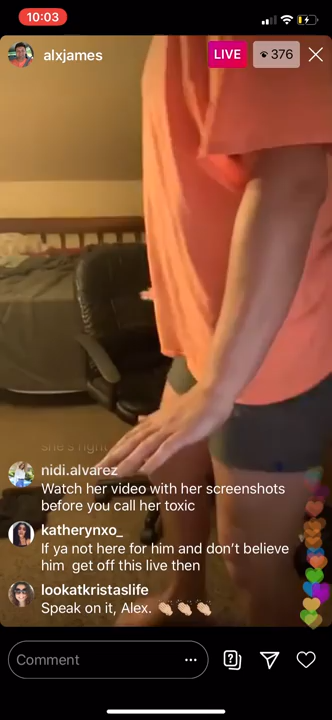 10:03
alxjames
LIVE
376
she's right
nidi.alvarez
Watch her video with her screenshots
before you call her toxic
katherynxo_
If ya not here for him and don't believe
him  get off this live then
lookatkristaslife
Speak on it, Alex. 👏🏻👏🏻👏🏻
Comment